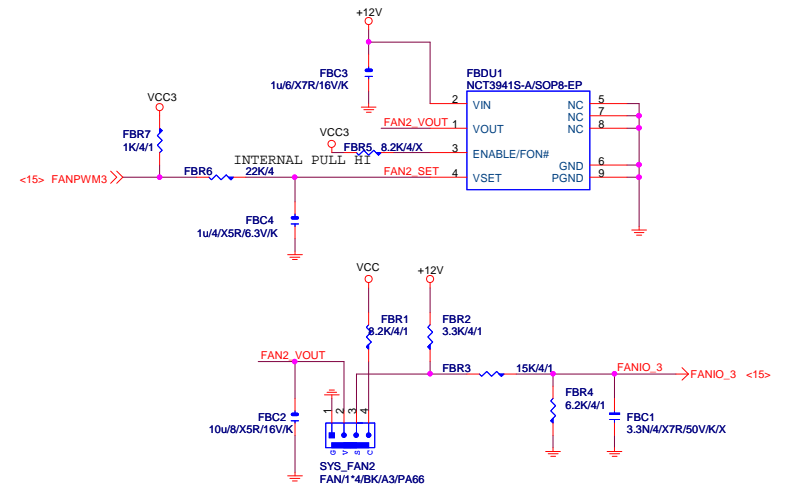 +12V
FBC3
1u/6/X7R/16V/K
FBDU1
NCT3941S-A/SOP8-EP
VCC3
FBR7
1K/4/1
2 VIN
NC 5
NC 7
NC 8
FAN2_VOUT 1 VOUT
VCC3
FBR5 8.2K/4/X
3 ENABLE/FON#
INTERNAL PULL HI
GND 6
<15> FANPWM3
FBR6 22K/4
FAN2_SET 4 VSET
PGND 9
FBC4
1u/4/X5R/6.3V/K
VCC
+12V
FBR1
8.2K/4/1
FBR2
3.3K/4/1
FAN2_VOUT
FBR3 15K/4/1
FANIO_3
FANIO_3 <15>
FBR4
6.2K/4/1
FBC2
10u/8/X5R/16V/K
1 2 3 4
FBC1
3.3N/4/X7R/50V/K/X
G V S C
SYS_FAN2
FAN/1*4/BK/A3/PA66